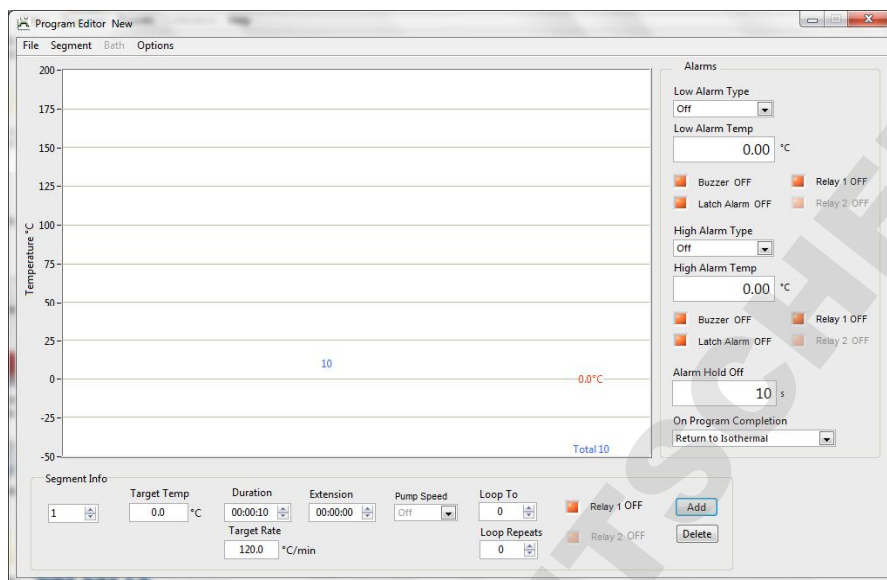 Program Editor New
File Segment Bath Options
200
175
150
125
100
75
50
25
0
-25
-50
Temperature °C
10
0.0°C
Total 10
Alarms
Low Alarm Type
Off
Low Alarm Temp
0.00 °C
Buzzer OFF Relay 1 OFF
Latch Alarm OFF Relay 2 OFF
High Alarm Type
Off
High Alarm Temp
0.00 °C
Buzzer OFF Relay 1 OFF
Latch Alarm OFF Relay 2 OFF
Alarm Hold Off
10 s
On Program Completion
Return to Isothermal
Segment Info
Target Temp Duration Extension Pump Speed Loop To
1 0.0 °C 00:00:10 00:00:00 Off 0 Relay 1 OFF Add
Target Rate Loop Repeats Relay 2 OFF Delete
120.0 °C/min 0